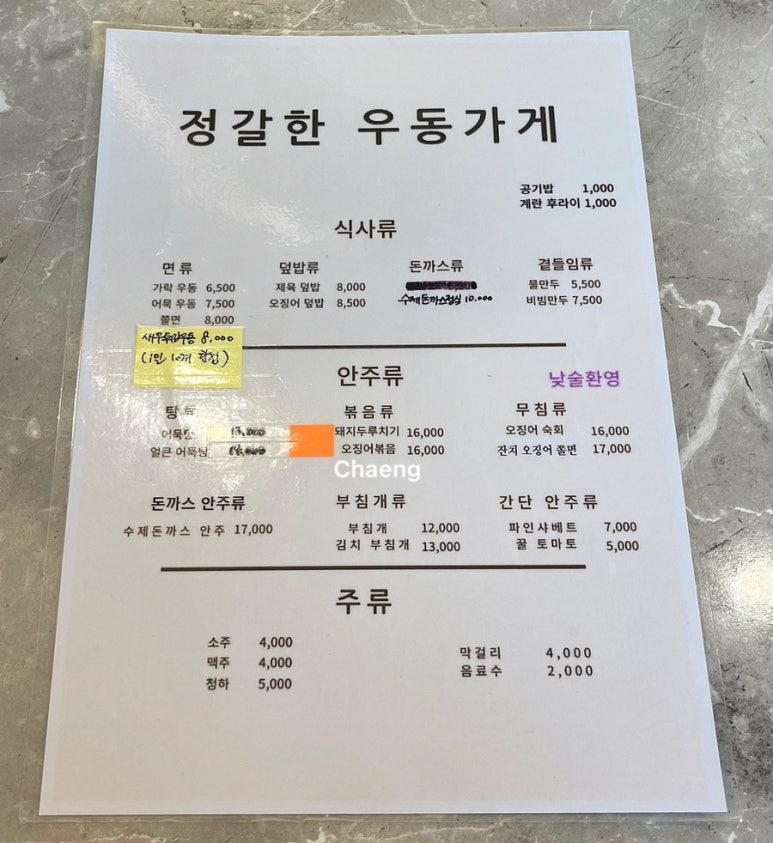 정갈한 우동가게
공기밥 1,000
계란 후라이 1,000
식사류
면류
가락 우동 6,500
어묵 우동 7,500
쫄면 8,000
새우튀김우동 8,000
덮밥류
제육 덮밥 8,000
오징어 덮밥 8,500
돈까스류
수제돈까스정식 10.000
곁들임류
물만두 5,500
비빔만두 7,500
안주류
낮술환영
탕류
어묵탕
얼큰 어묵탕
볶음류
돼지두루치기 16,000
오징어볶음 16,000
무침류
오징어 숙회 16,000
잔치 오징어 쫄면 17,000
Chaeng
돈까스 안주류
수제돈까스 안주 17,000
부침개류
부침개 12,000
김치 부침개 13,000
간단 안주류
파인샤베트 7,000
꿀 토마토 5,000
주류
소주 4,000
맥주 4,000
청하 5,000
막걸리 4,000
음료수 2,000